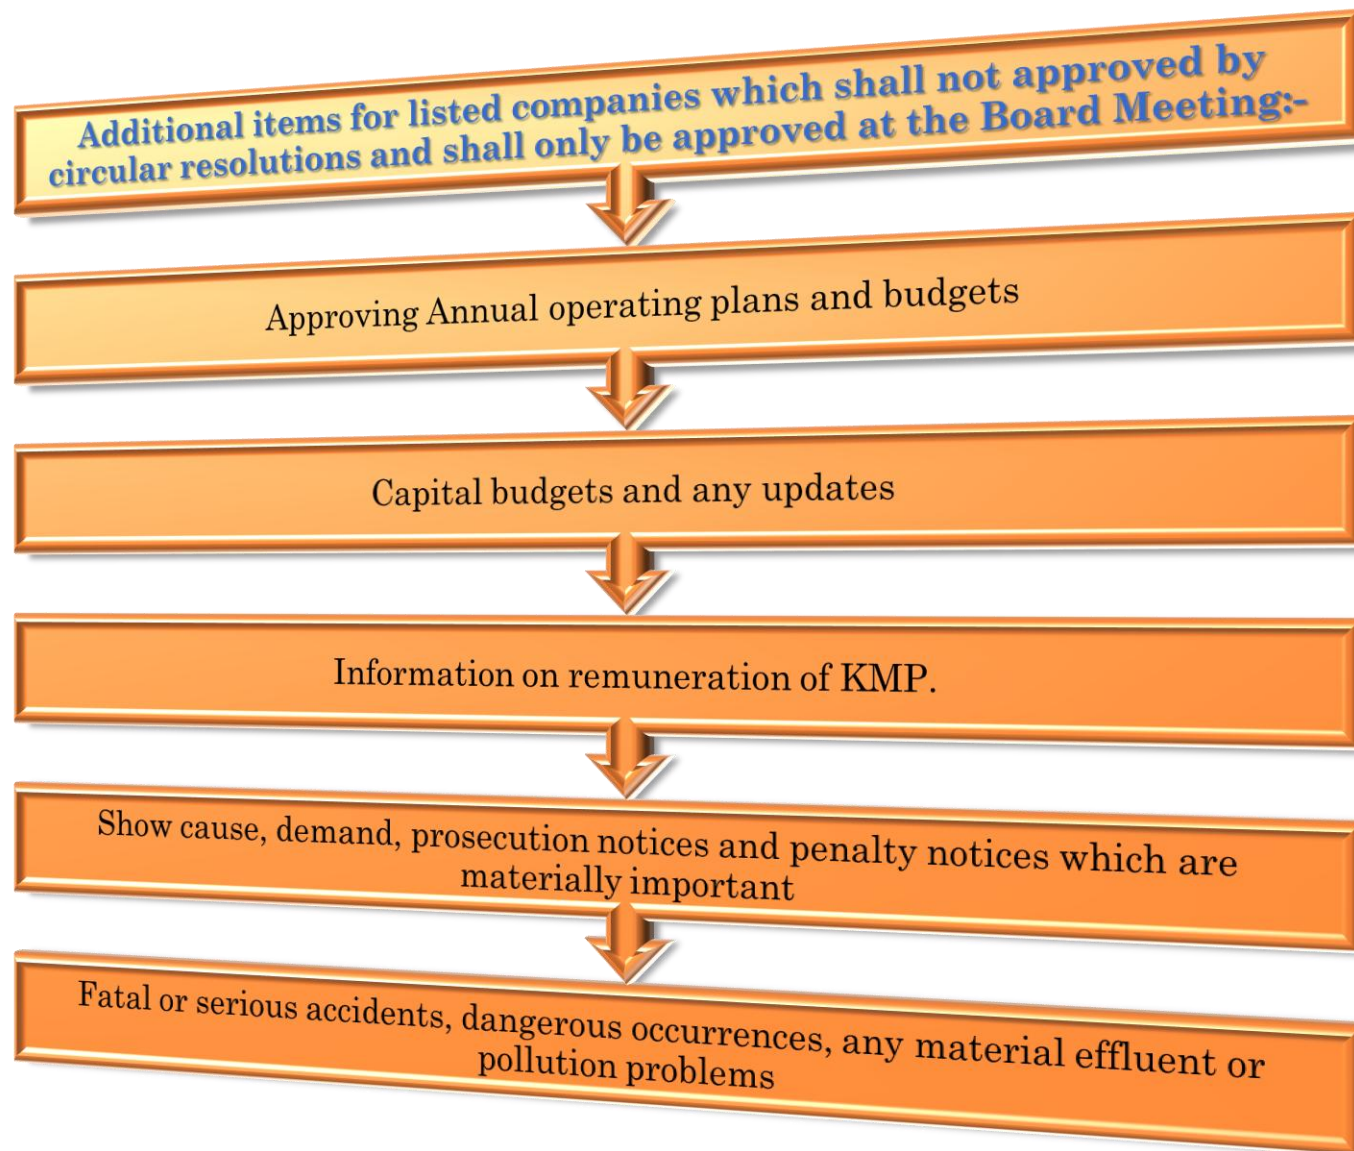 Additional items for listed companies which shall not approved by
circular resolutions and shall only be approved at the Board Meeting:-
Approving Annual operating plans and budgets
Capital budgets and any updates
Information on remuneration of KMP.
Show cause, demand, prosecution notices and penalty notices which are
materially important
Fatal or serious accidents, dangerous occurrences, any material effluent or
pollution problems